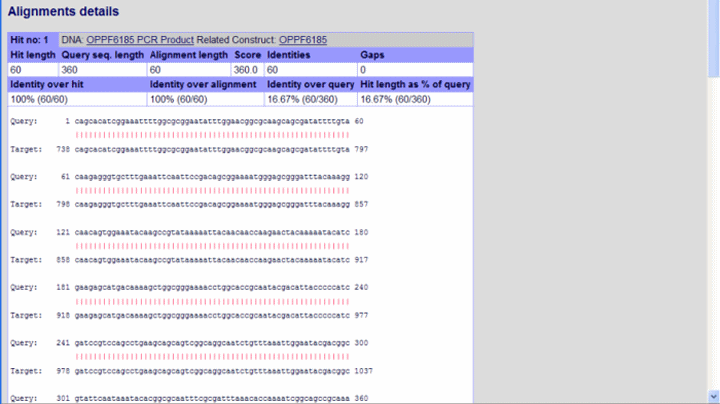 Alignments details
Hit no: 1 DNA: OPPF6185 PCR Product Related Construct: OPPF6185
Hit length Query seq. length Alignment length Score Identities Gaps
60 360 60 360.0 60 0
Identity over hit Identity over alignment Identity over query Hit length as % of query
100% (60/60) 100% (60/60) 16.67% (60/360) 16.67% (60/360)
Query: 1 cagcacatcggaaattttggcgcggaatatttggaacggcgcaagcagcgatattttgta 60
Target: 738 cagcacatcggaaattttggcgcggaatatttggaacggcgcaagcagcgatattttgta 797
Query: 61 caagagggtgctttgaaattcaattccgacagcggaaaatgggagcgggatttacaaagg 120
Target: 798 caagagggtgctttgaaattcaattccgacagcggaaaatgggagcgggatttacaaagg 857
Query: 121 caacagtggaaatacaagccgtataaaaattacaacaaccaagaactacaaaaatacatc 180
Target: 858 caacagtggaaatacaagccgtataaaaattacaacaaccaagaactacaaaaatacatc 917
Query: 181 gaagagcatgacaaaagctggcgggaaaacctggcaccgcaatacgacattacccccatc 240
Target: 918 gaagagcatgacaaaagctggcgggaaaacctggcaccgcaatacgacattacccccatc 977
Query: 241 gatccgtccagcctgaagcagcagtcggcaggcaatctgtttaaattggaatacgacggc 300
Target: 978 gatccgtccagcctgaagcagcagtcggcaggcaatctgtttaaattggaatacgacggc 1037
Query: 301 gtattcaataaatacacggcgcaatttcgcgatttaaacaccaaaatcggcagccgcaaa 360